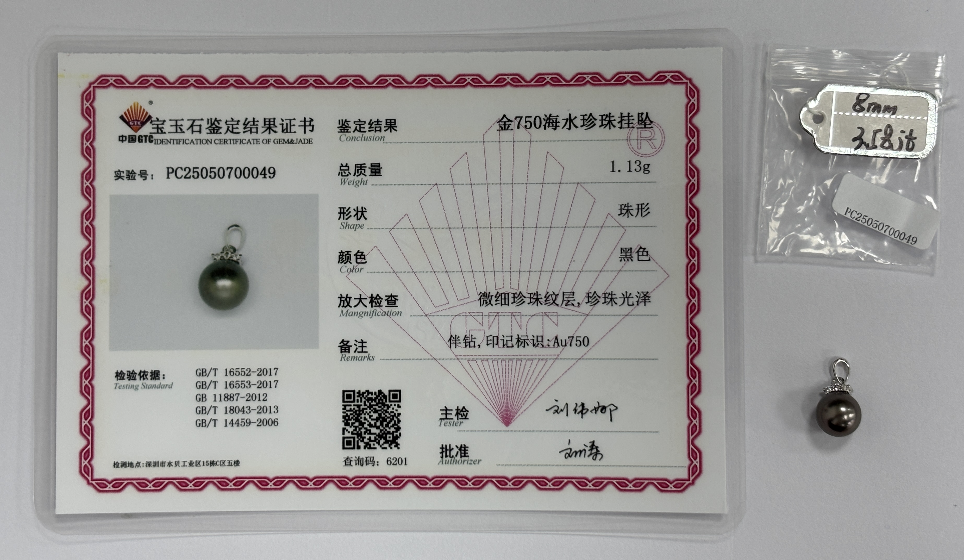 中国GTC
宝玉石鉴定结果证书
IDENTIFICATION CERTIFICATE OF GEM&JADE
实验号: PC25050700049
检验依据:
Testing Standard
GB/T 16552-2017
GB/T 16553-2017
GB 11887-2012
GB/T 18043-2013
GB/T 14459-2006
检测地点:深圳市水贝工业区15栋C区五楼
鉴定结果 金750海水珍珠挂坠
Conclusion
®
总质量 1.13g
Weight
形状 珠形
Shape
颜色 黑色
Color
放大检查 微细珍珠纹层,珍珠光泽
Mangnification
GTC
备注 伴钻,印记标识:Au750
Remarks
主检
Tester
批准
Authorizer
查询码: 6201
8mm
PC25050700049